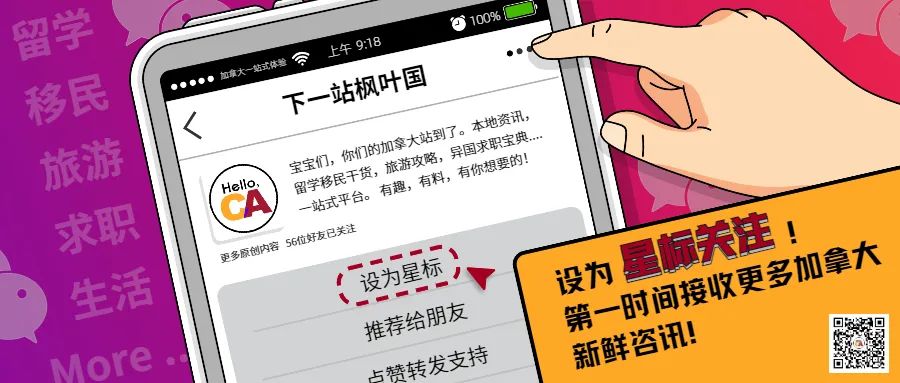 留学
移民
旅游
求职
生活
More ...
加拿大一站式体验
上午 9:18
100%
下一站枫叶国
Hello,
CA
宝宝们，你们的加拿大站到了。本地资讯，
留学移民干货，旅游攻略，异国求职宝典....
一站式平台。有趣，有料，有你想要的！
更多原创内容 56位好友已关注
设为星标
推荐给朋友
点赞转发支持
设为 星标关注 ！
第一时间接收更多加拿大
新鲜咨讯!